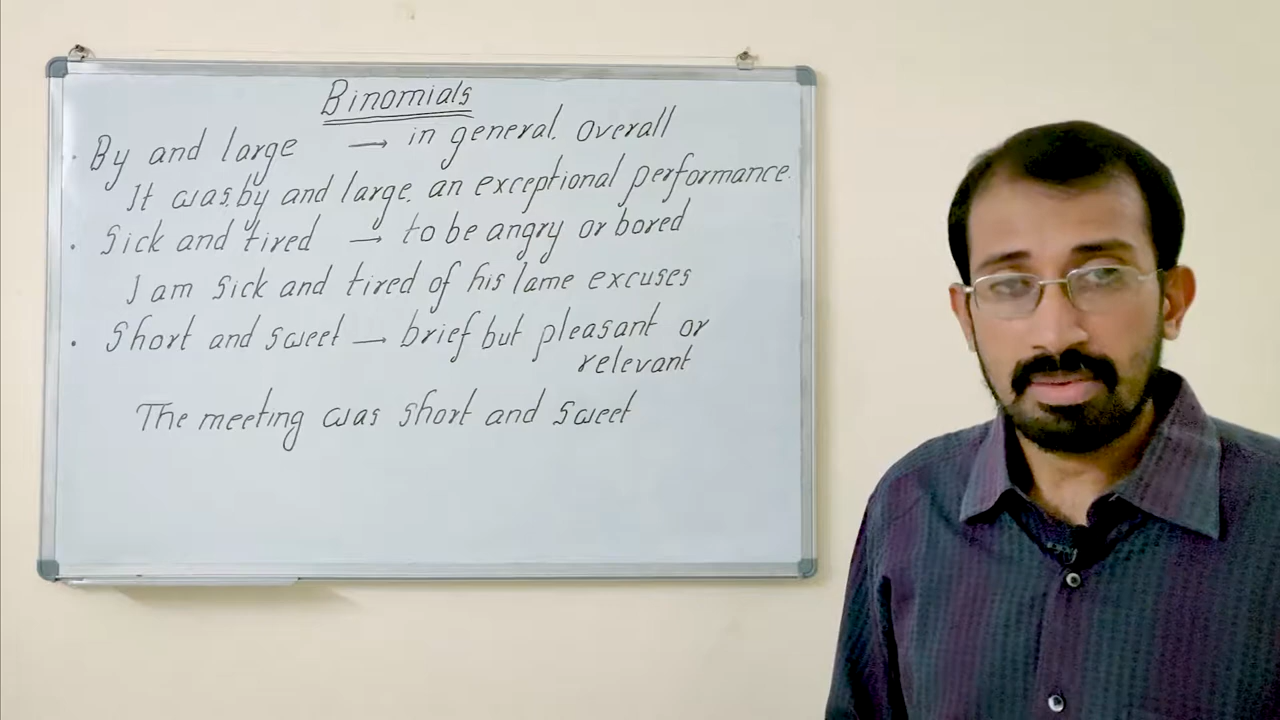 Binomials
· By and large → in general, overall
It was, by and large, an exceptional performance.
· Sick and tired → to be angry or bored
I am sick and tired of his lame excuses
· Short and sweet → brief but pleasant or
relevant
The meeting was short and sweet